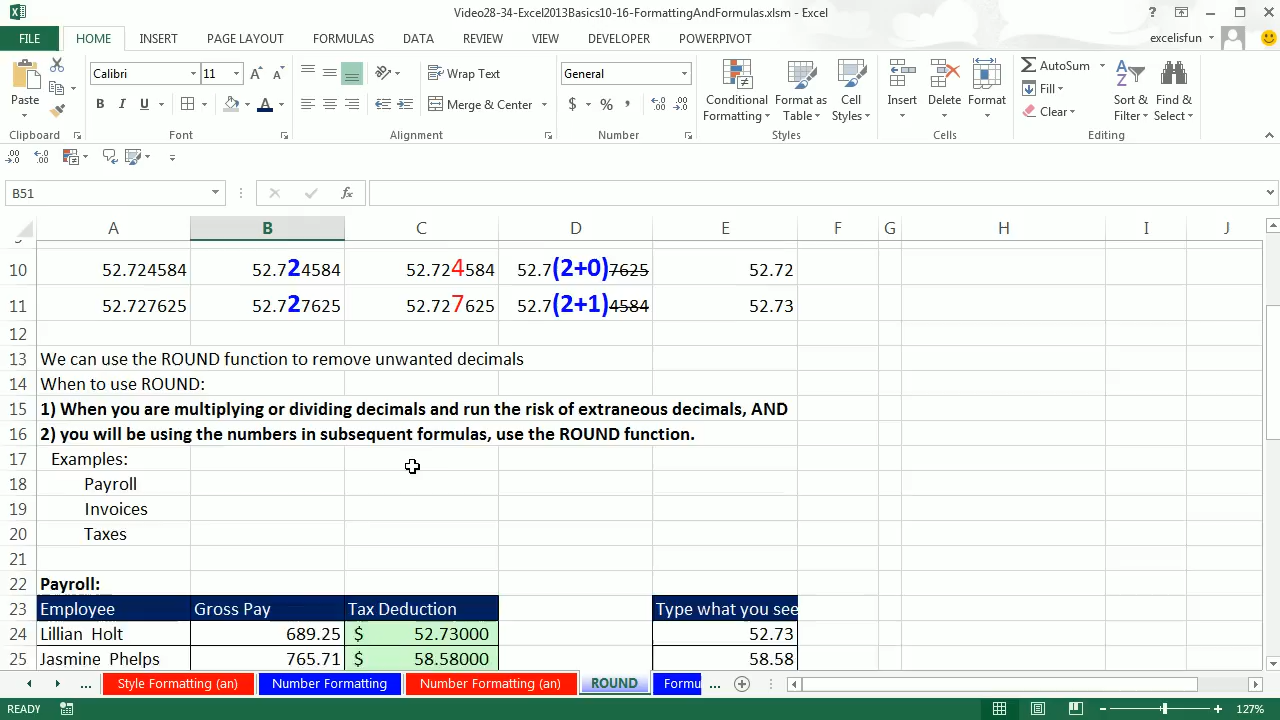 Video28-34-Excel2013Basics10-16-FormattingAndFormulas.xlsm - Excel
FILE HOME INSERT PAGE LAYOUT FORMULAS DATA REVIEW VIEW DEVELOPER POWERPIVOT excelisfun
Paste Calibri 11 Wrap Text General Conditional Formatting Format as Table Cell Styles Insert Delete Format AutoSum Sort & Filter Find & Select
B I U Merge & Center $ % , Fill Clear
Clipboard Font Alignment Number Styles Cells Editing
B51 fx
A B C D E F G H I J
10 52.724584 52.724584 52.724584 52.7(2+0)7625 52.72
11 52.727625 52.727625 52.727625 52.7(2+1)4584 52.73
12
13 We can use the ROUND function to remove unwanted decimals
14 When to use ROUND:
15 1) When you are multiplying or dividing decimals and run the risk of extraneous decimals, AND
16 2) you will be using the numbers in subsequent formulas, use the ROUND function.
17 Examples:
18 Payroll
19 Invoices
20 Taxes
21
22 Payroll:
23 Employee Gross Pay Tax Deduction Type what you see
24 Lillian Holt 689.25 $ 52.73000 52.73
25 Jasmine Phelps 765.71 $ 58.58000 58.58
... Style Formatting (an) Number Formatting Number Formatting (an) ROUND Formu ...
READY 127%